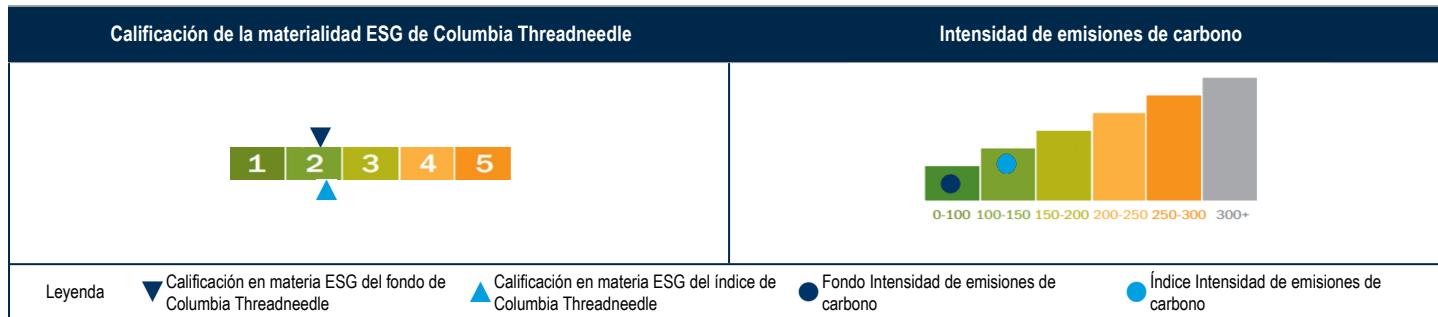 Calificación de la materialidad ESG de Columbia Threadneedle
Intensidad de emisiones de carbono
1 2 3 4 5
0-100 100-150 150-200 200-250 250-300 300+
Leyenda
Calificación en materia ESG del fondo de
Columbia Threadneedle
Calificación en materia ESG del índice de
Columbia Threadneedle
Fondo Intensidad de emisiones de
carbono
Índice Intensidad de emisiones de
carbono